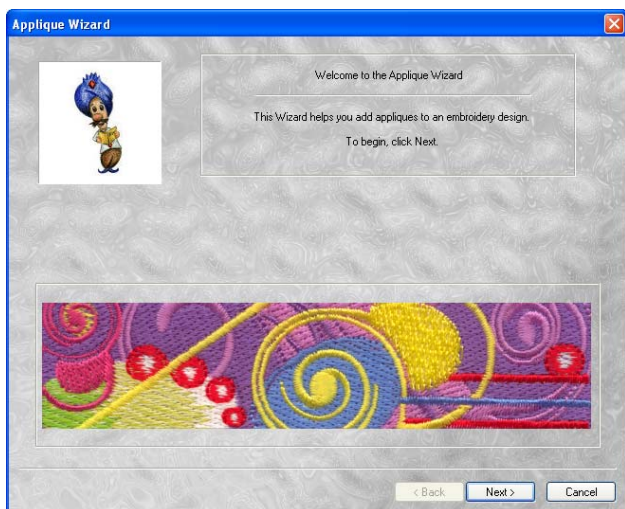 Applique Wizard
Welcome to the Applique Wizard
This Wizard helps you add appliques to an embroidery design.
To begin, click Next.
< Back Next > Cancel